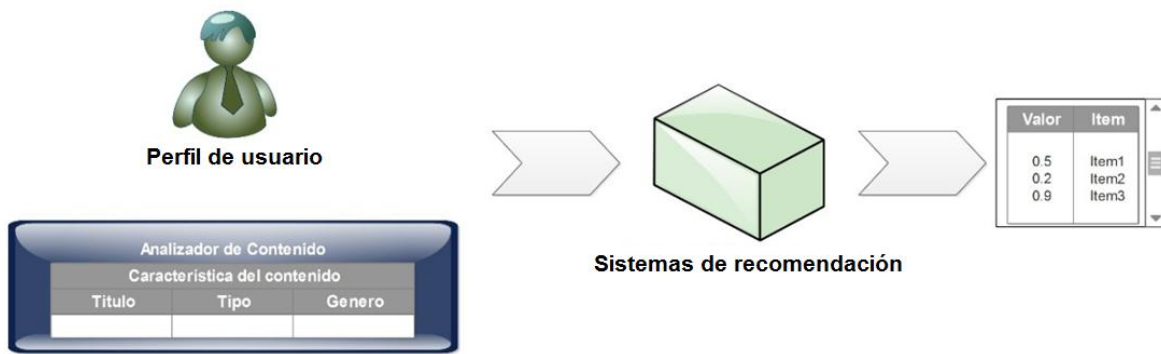 Perfil de usuario
Analizador de Contenido
Característica del contenido
Titulo Tipo Genero
Sistemas de recomendación
Valor Item
0.5 Item1
0.2 Item2
0.9 Item3